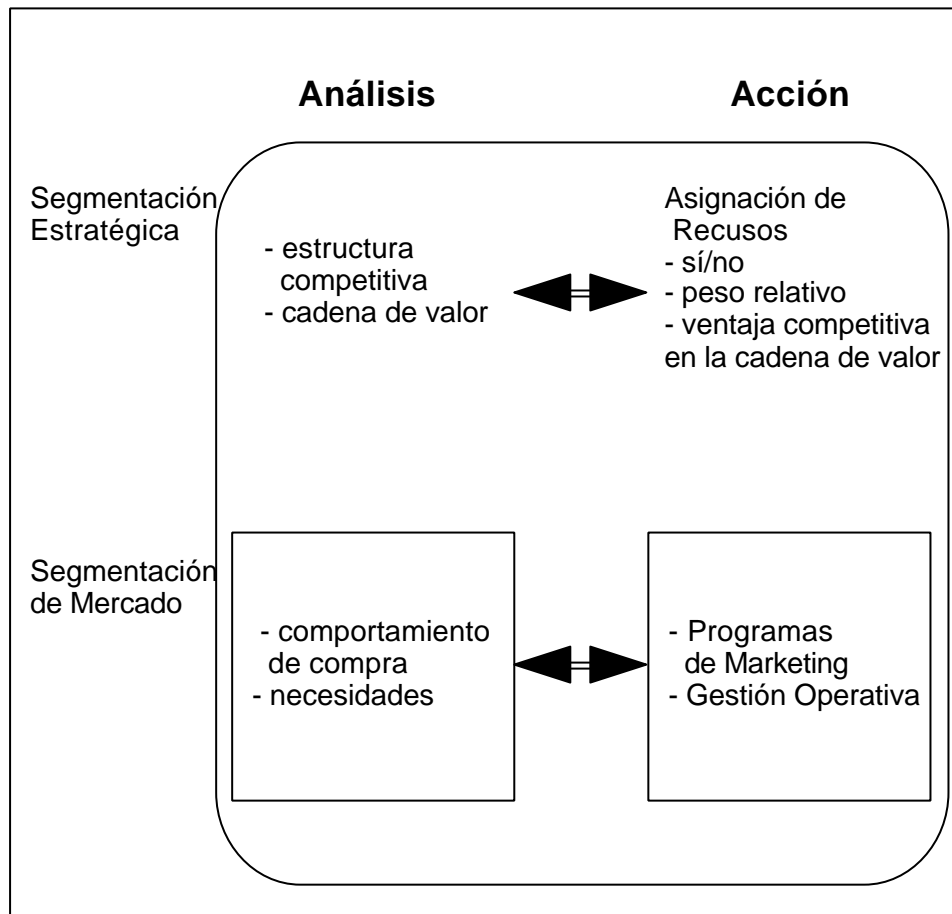 Análisis
Acción
Segmentación
Estratégica
- estructura
competitiva
- cadena de valor
Asignación de
Recusos
- sí/no
- peso relativo
- ventaja competitiva
en la cadena de valor
Segmentación
de Mercado
- comportamiento
de compra
- necesidades
- Programas
de Marketing
- Gestión Operativa